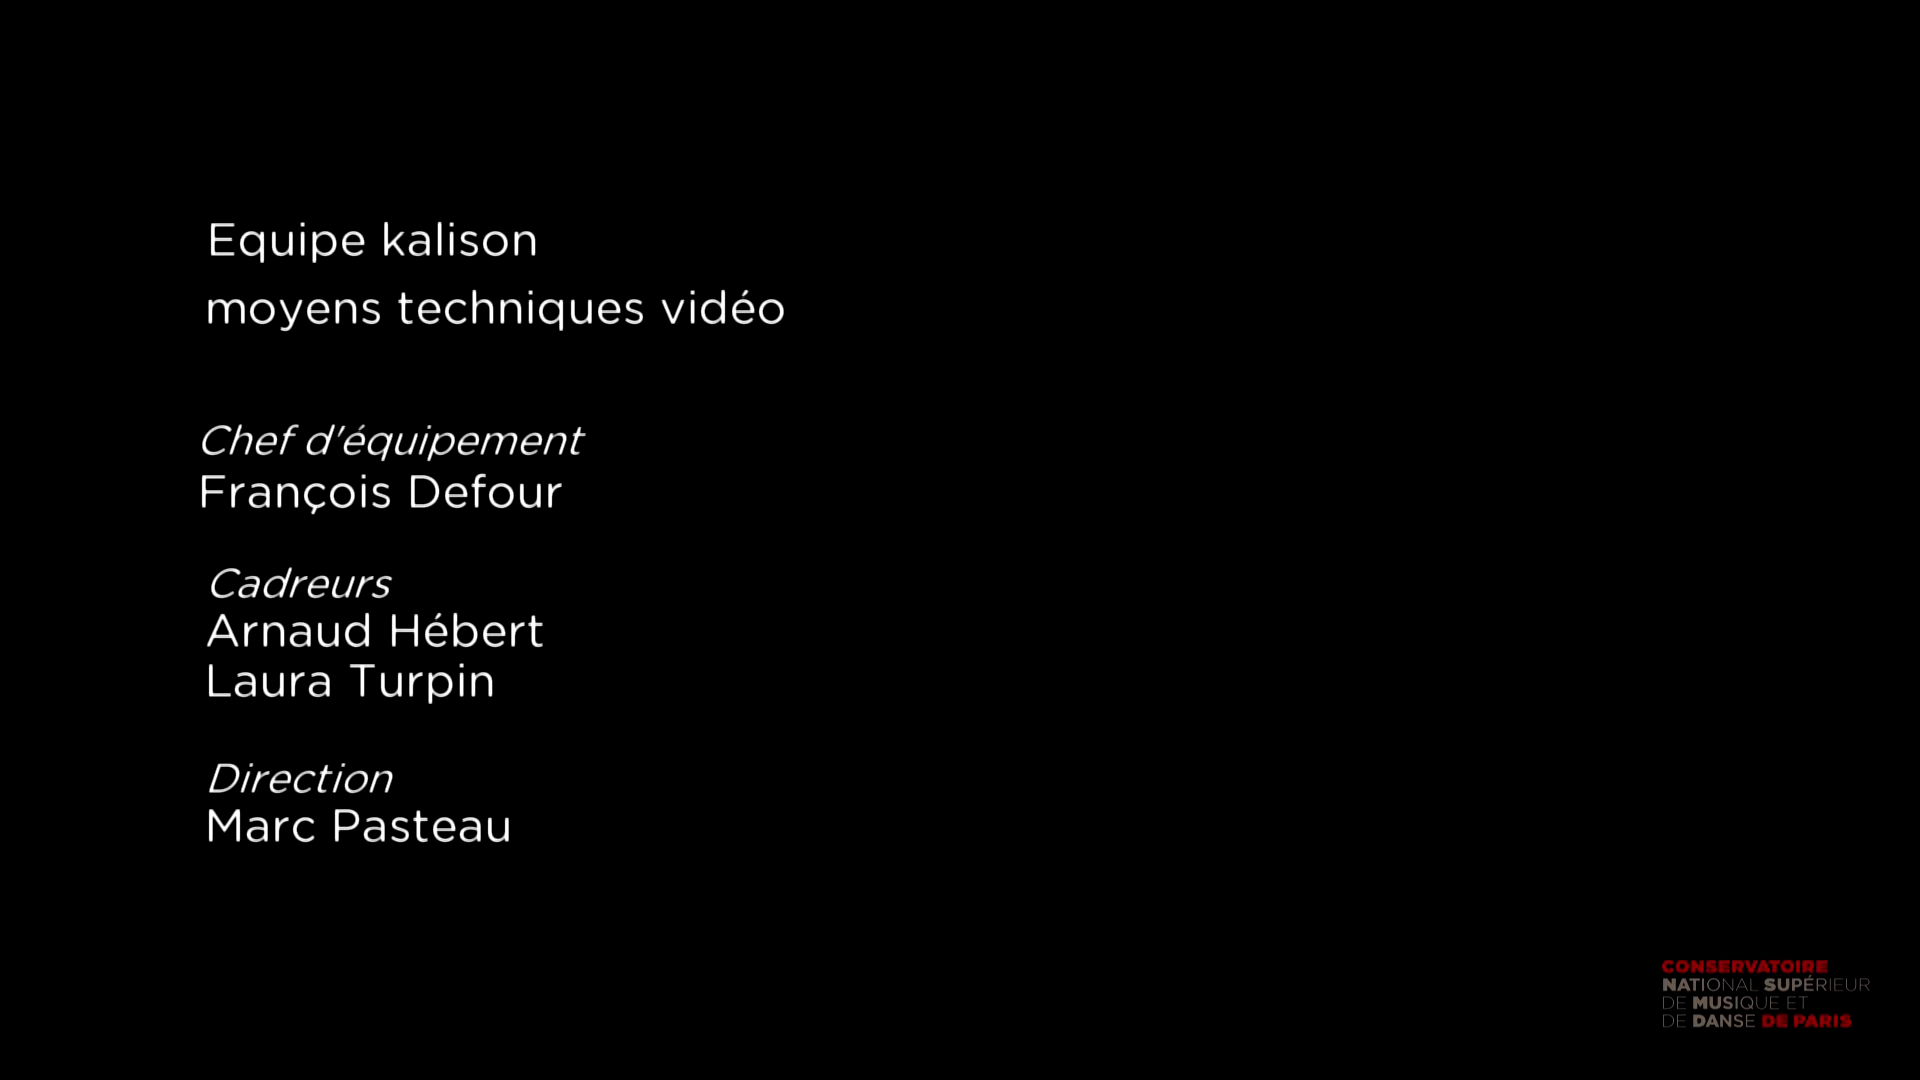 Equipe kalison
moyens techniques vidéo
Chef d'équipement
François Defour
Cadreurs
Arnaud Hébert
Laura Turpin
Direction
Marc Pasteau
CONSERVATOIRE
NATIONAL SUPÉRIEUR
DE MUSIQUE ET
DE DANSE DE PARIS